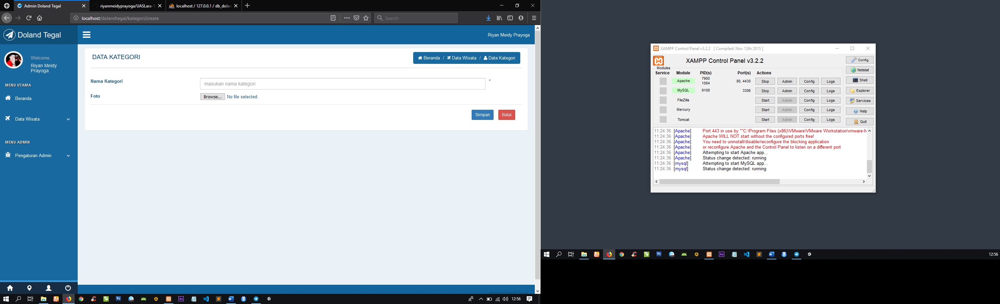 Admin Doland Tegal
riyanmeidyprayoga/UASLara-1
localhost / 127.0.0.1 / db_dolan
localhost/dolandtegal/kategori/create
Search
Doland Tegal
Riyan Meidy Prayoga
Welcome,
Riyan Meidy
Prayoga
MENU UTAMA
Beranda
Data Wisata
MENU ADMIN
Pengaturan Admin
DATA KATEGORI
Beranda / Data Wisata / Data Kategori
Nama Kategori
masukan nama kategori
*
Foto
Browse... No file selected.
Simpan
Batal
Admin Doland Tegal
12:56
XAMPP Control Panel v3.2.2 [ Compiled: Nov 12th 2015 ]
XAMPP Control Panel v3.2.2
Modules
Service Module PID(s) Port(s) Actions
Apache 7900 1084 80, 4430 Stop Admin Config Logs
MySQL 9108 3306 Stop Admin Config Logs
FileZilla Start Admin Config Logs
Mercury Start Admin Config Logs
Tomcat Start Admin Config Logs
Config
Netstat
Shell
Explorer
Services
Help
Quit
11:24:36 [Apache] Port 443 in use by ""C:\Program Files (x86)\VMware\VMware Workstation\vmware-h
11:24:36 [Apache] Apache WILL NOT start without the configured ports free!
11:24:36 [Apache] You need to uninstall/disable/reconfigure the blocking application
11:24:36 [Apache] or reconfigure Apache and the Control Panel to listen on a different port
11:24:36 [Apache] Attempting to start Apache app...
11:24:36 [Apache] Status change detected: running
11:24:36 [mysql] Attempting to start MySQL app...
11:24:36 [mysql] Status change detected: running
12:56